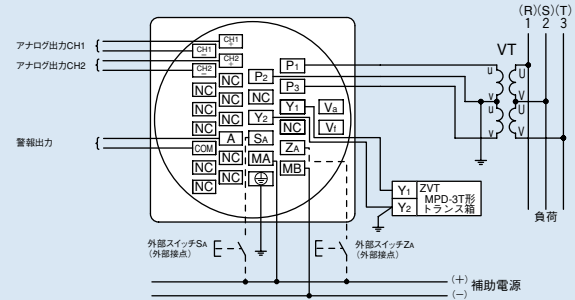 (R)(S)(T)
1 2 3
アナログ出力CH1
アナログ出力CH2
CH1 +
CH1 −
CH2 +
CH2 −
NC
NC
NC
NC
NC
NC
NC
NC
NC
NC
NC
警報出力
A
COM
P1
P2
P3
NC
Y1
Va
Y2
NC
Vf
SA
ZA
MA
MB
VT
U U
V V
U U
V V
Y1 ZVT
Y2 MPD-3T形
トランス箱
負荷
外部スイッチSA
(外部接点)
外部スイッチZA
(外部接点)
(+)
(−)
補助電源